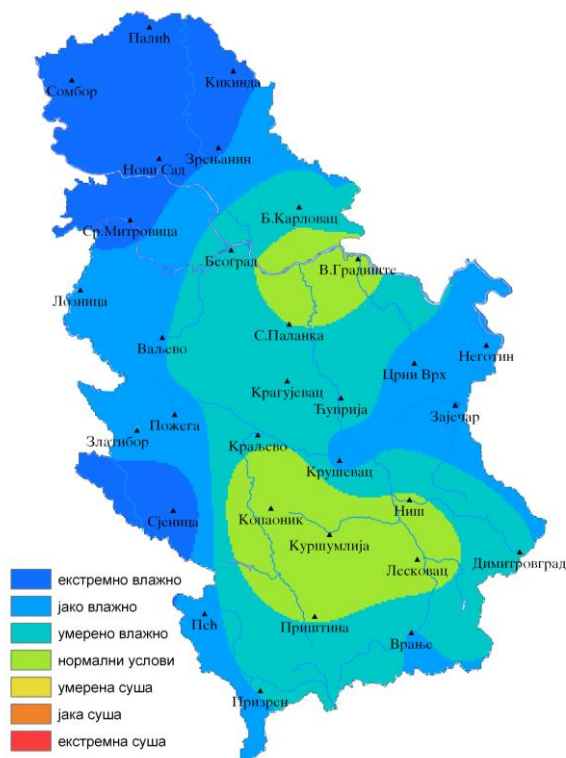 Палић
Кикинда
Сомбор
Зрењанин
Нови Сад
Б.Карловац
Ср.Митровица
Београд
В.Градиште
Лозница
С.Паланка
Ваљево
Неготин
Црни Врх
Крагујевац
Ћуприја
Зајечар
Пожега
Златибор
Краљево
Крушевац
Сјеница
Копаоник
Ниш
Куршумлија
Лесковац
Димитровград
Пећ
Приштина
Врање
Призрен
екстремно влажно
јако влажно
умерено влажно
нормални услови
умерена суша
јака суша
екстремна суша